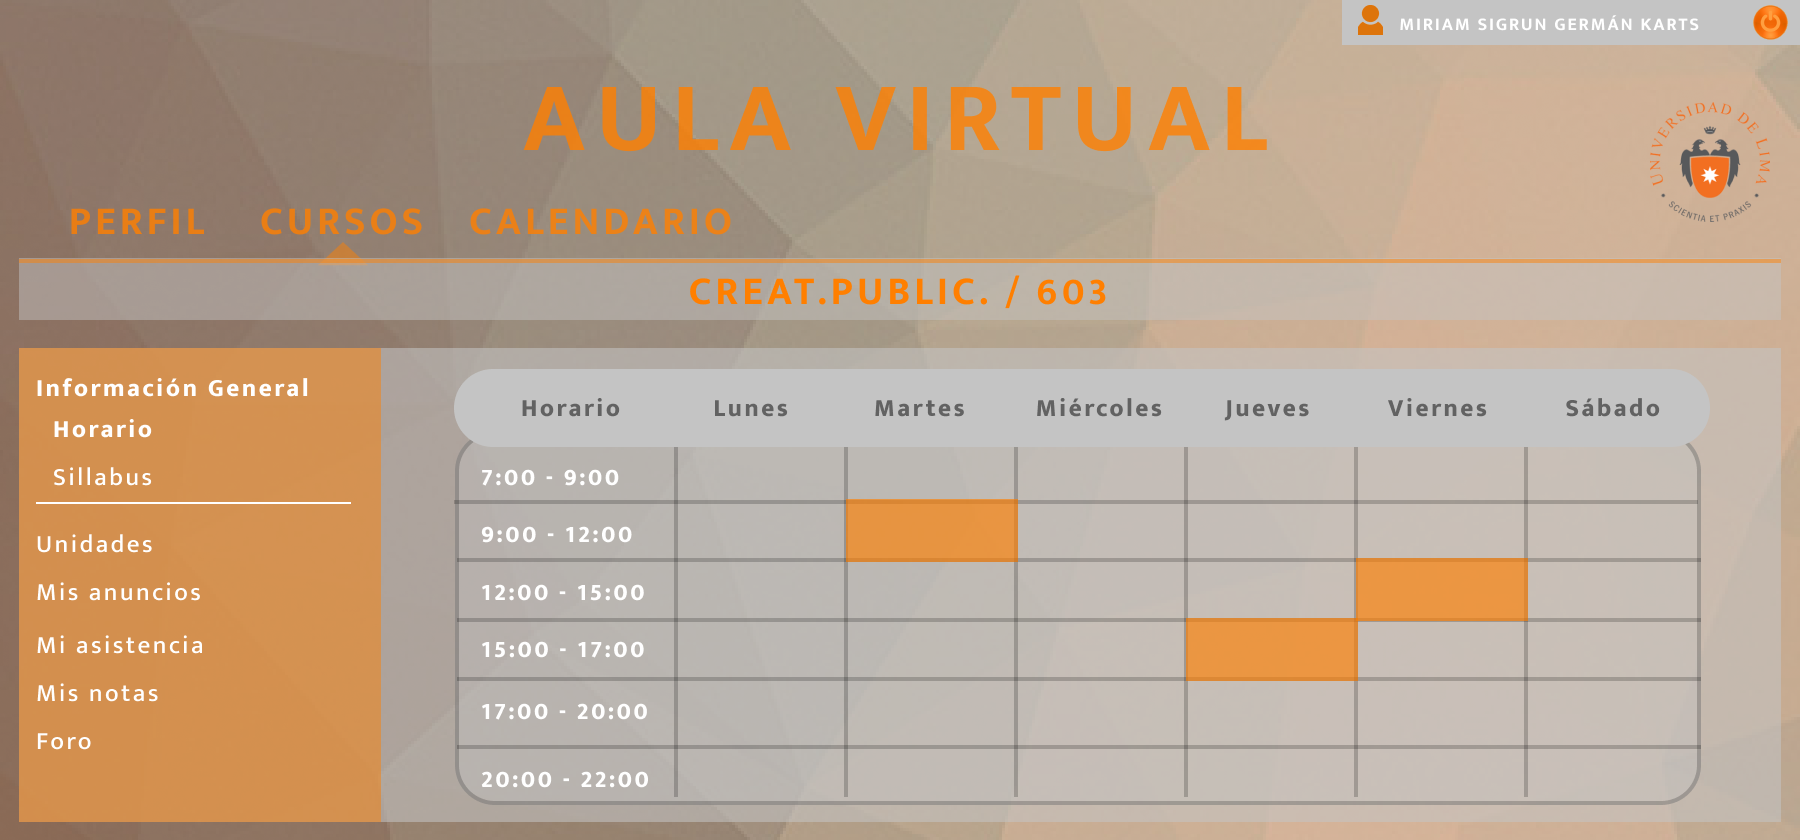 MIRIAM SIGRUN GERMÁN KARTS
AULA VIRTUAL
UNIVERSIDAD DE LIMA
SCIENTIA ET PRAXIS
PERFIL CURSOS CALENDARIO
CREAT.PUBLIC. / 603
Información General
Horario
Sillabus
Unidades
Mis anuncios
Mi asistencia
Mis notas
Foro
Horario Lunes Martes Miércoles Jueves Viernes Sábado
7:00 - 9:00
9:00 - 12:00
12:00 - 15:00
15:00 - 17:00
17:00 - 20:00
20:00 - 22:00